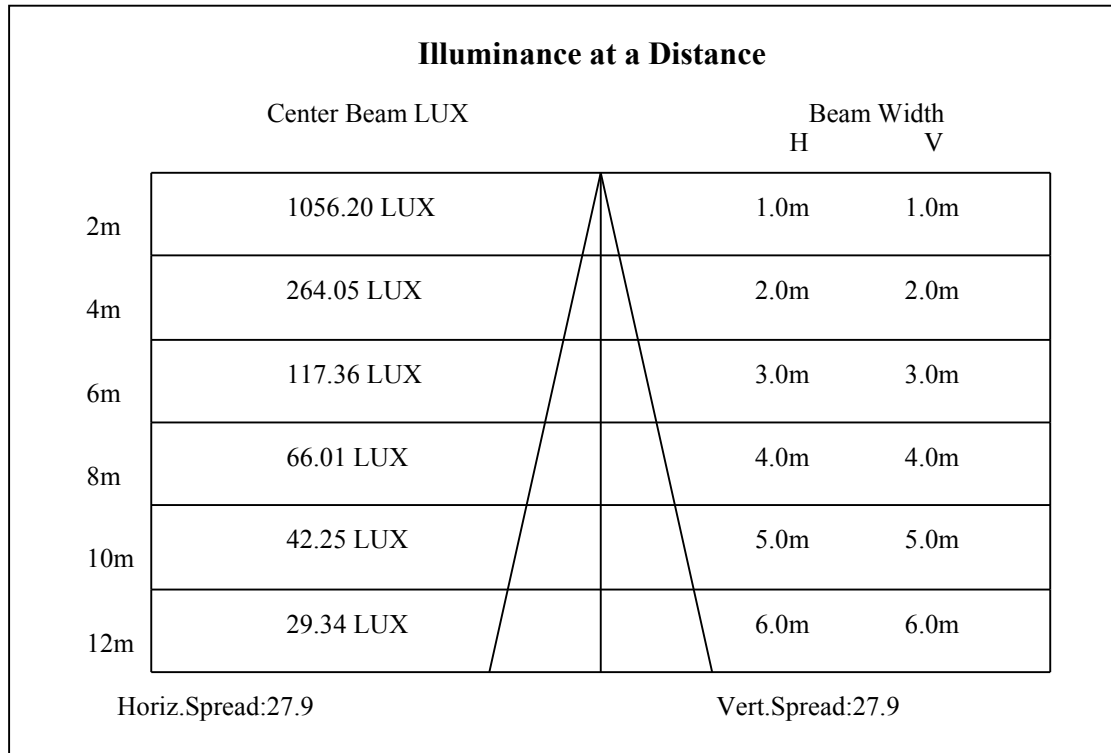 Illuminance at a Distance
Center Beam LUX Beam Width
H V
2m 1056.20 LUX 1.0m 1.0m
4m 264.05 LUX 2.0m 2.0m
6m 117.36 LUX 3.0m 3.0m
8m 66.01 LUX 4.0m 4.0m
10m 42.25 LUX 5.0m 5.0m
12m 29.34 LUX 6.0m 6.0m
Horiz.Spread:27.9 Vert.Spread:27.9